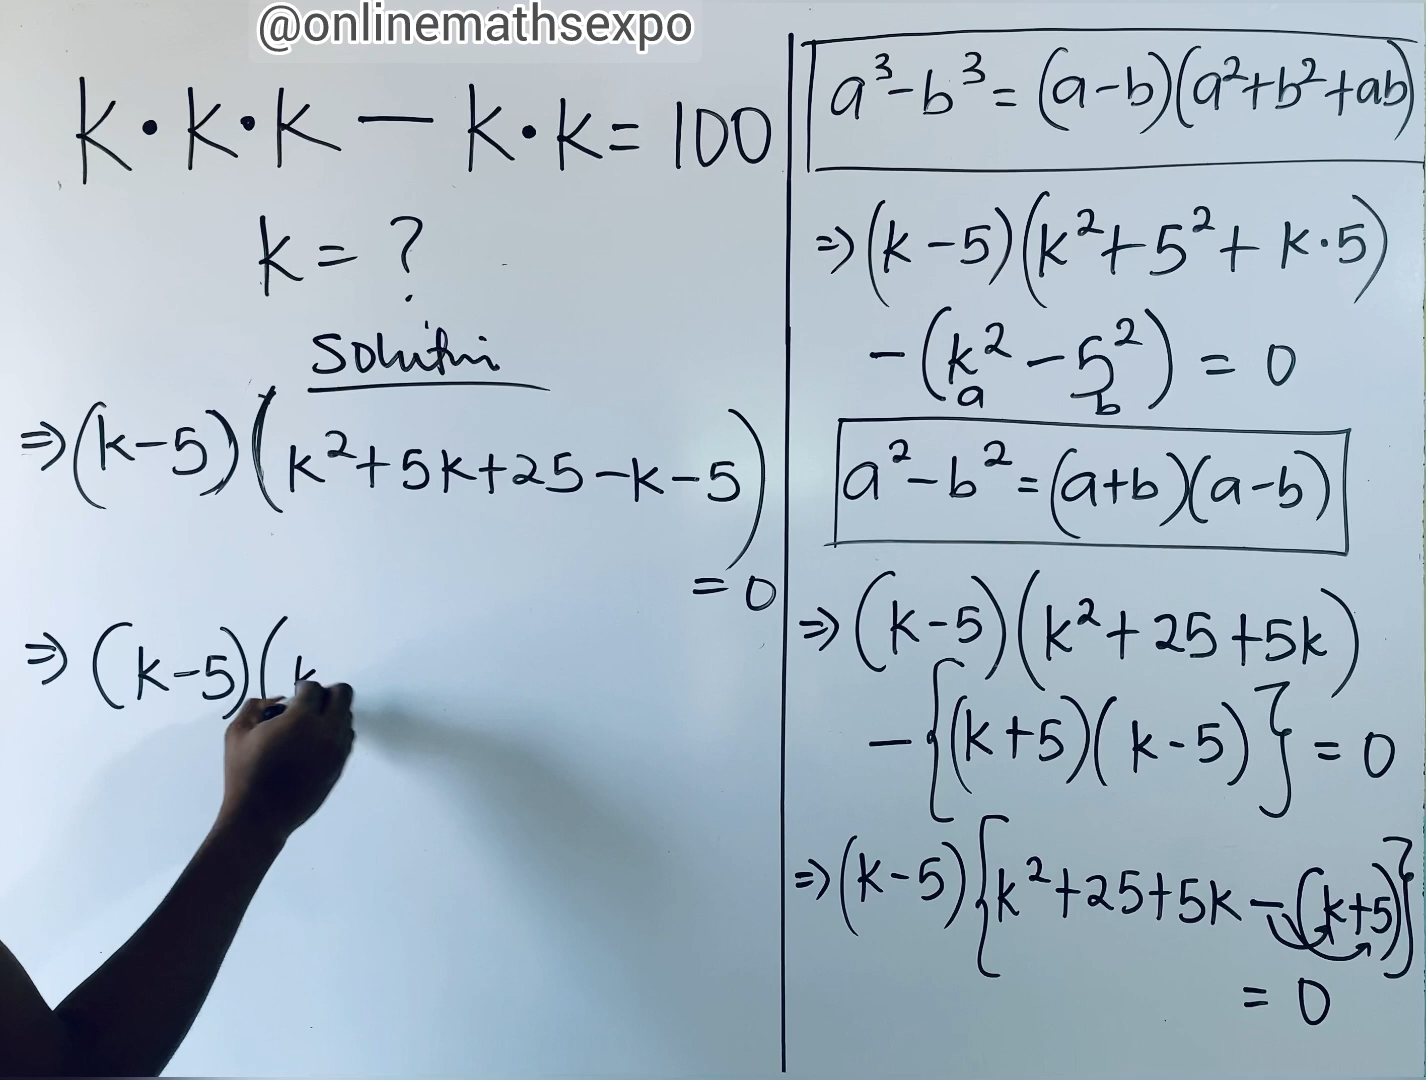 @onlinemathsexpo
k·k·k — k·k = 100
k = ?
Solution
⇒ (k-5)(k²+5k+25-k-5)
= 0
⇒ (k-5)(k
a³-b³ = (a-b)(a²+b²+ab)
⇒ (k-5)(k²+5²+k·5)
- (k²-5²) = 0
a b
a²-b² = (a+b)(a-b)
⇒ (k-5)(k²+25+5k)
- {(k+5)(k-5)} = 0
⇒ (k-5){k²+25+5k-(k+5)}
= 0